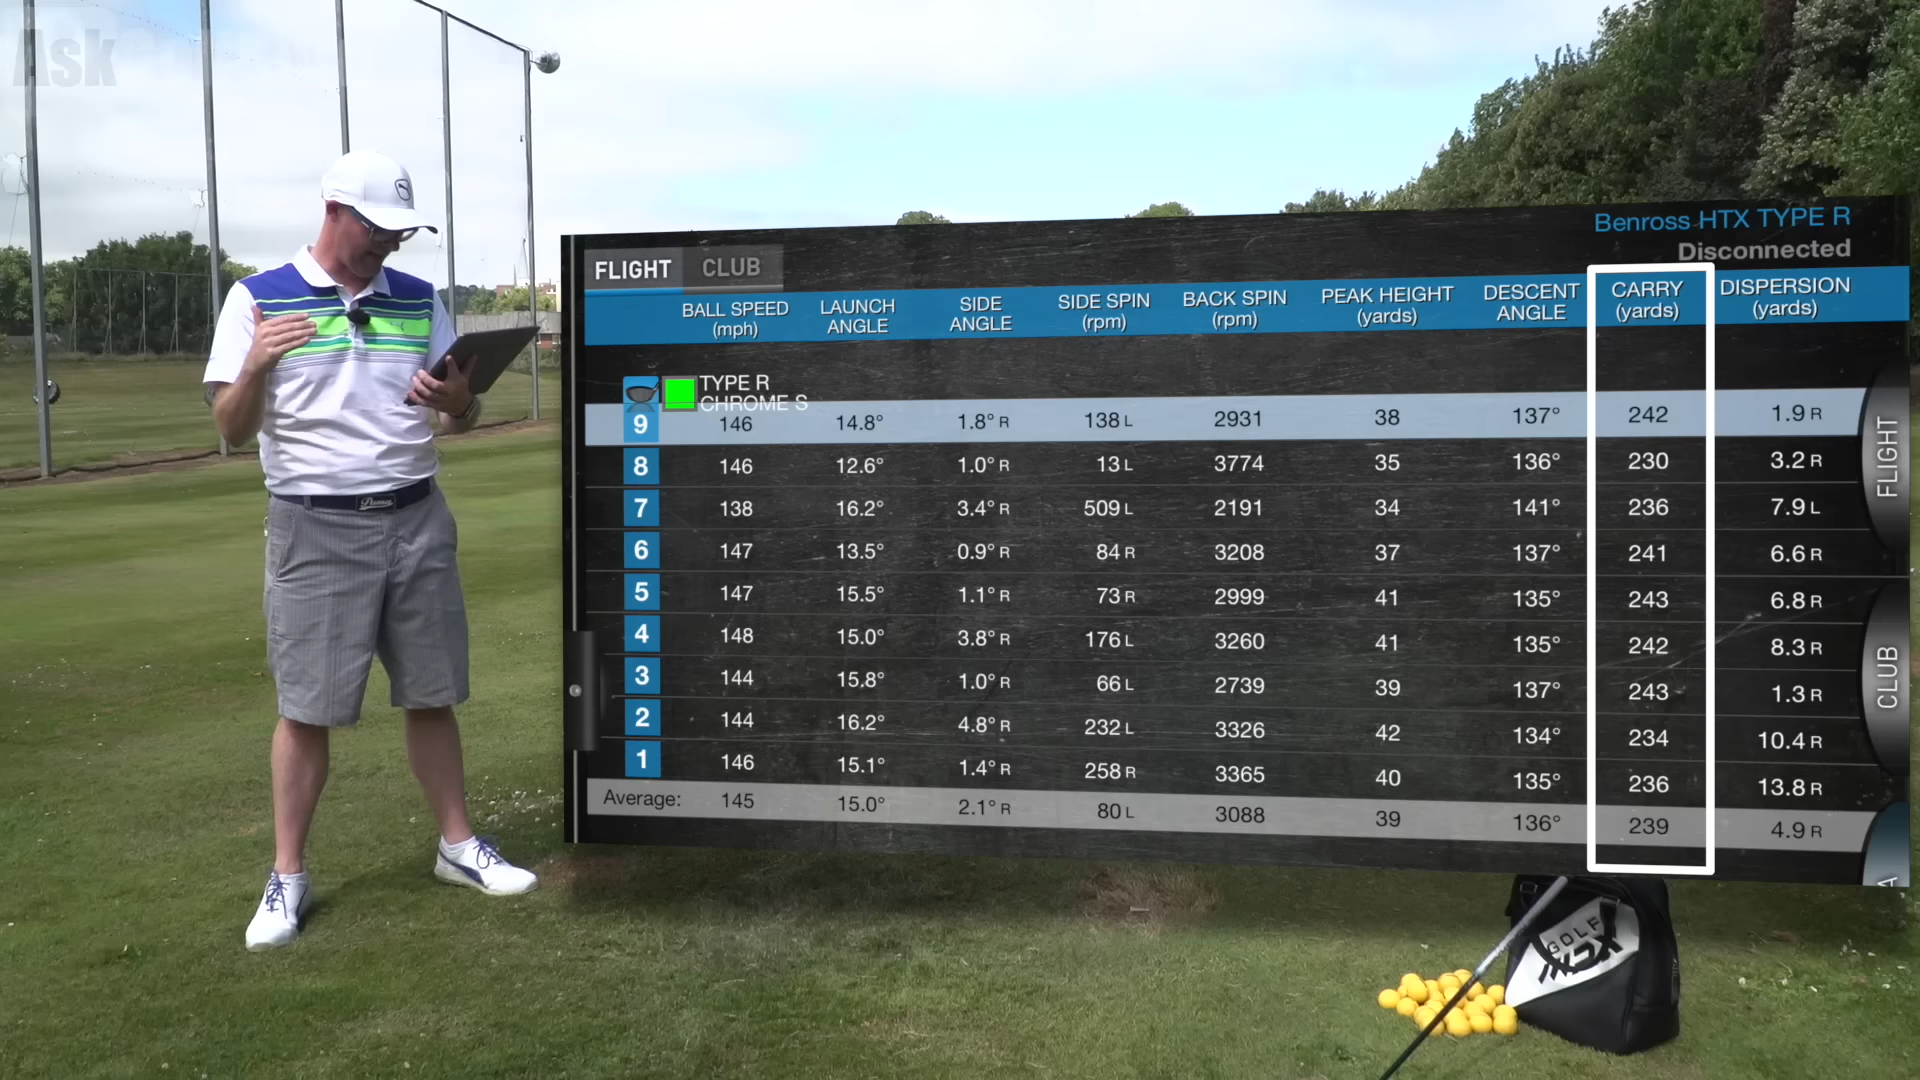 Ask
Benross HTX TYPE R
Disconnected
FLIGHT CLUB
BALL SPEED (mph) LAUNCH ANGLE SIDE ANGLE SIDE SPIN (rpm) BACK SPIN (rpm) PEAK HEIGHT (yards) DESCENT ANGLE CARRY (yards) DISPERSION (yards)
TYPE R
CHROME S
9 146 14.8° 1.8° R 138 L 2931 38 137° 242 1.9 R
8 146 12.6° 1.0° R 13 L 3774 35 136° 230 3.2 R
7 138 16.2° 3.4° R 509 L 2191 34 141° 236 7.9 L
6 147 13.5° 0.9° R 84 R 3208 37 137° 241 6.6 R
5 147 15.5° 1.1° R 73 R 2999 41 135° 243 6.8 R
4 148 15.0° 3.8° R 176 L 3260 41 135° 242 8.3 R
3 144 15.8° 1.0° R 66 L 2739 39 137° 243 1.3 R
2 144 16.2° 4.8° R 232 L 3326 42 134° 234 10.4 R
1 146 15.1° 1.4° R 258 R 3365 40 135° 236 13.8 R
Average: 145 15.0° 2.1° R 80 L 3088 39 136° 239 4.9 R
FLIGHT
CLUB
A
GOLF